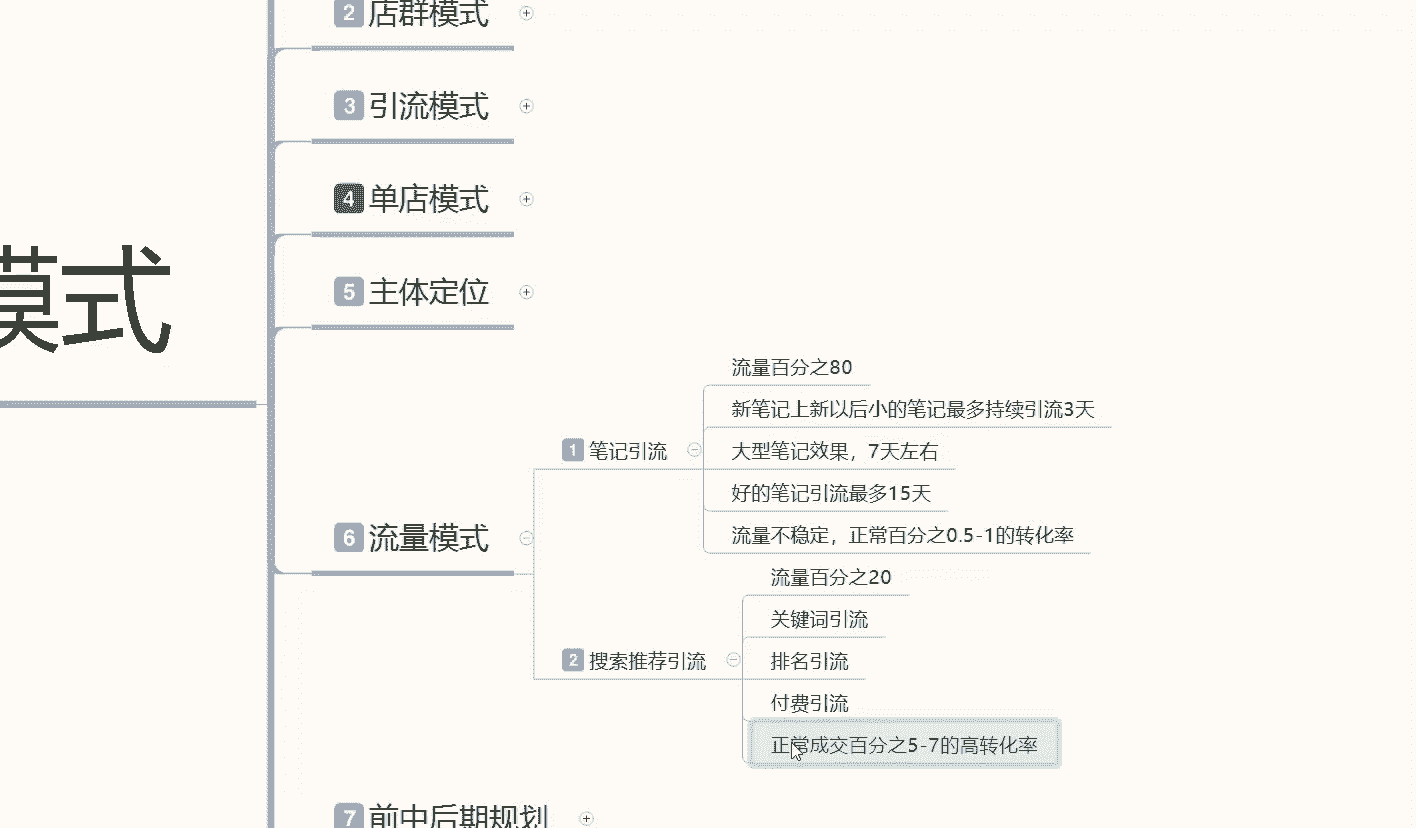 2 店群模式
3 引流模式
4 单店模式
5 主体定位
模式
6 流量模式
1 笔记引流
流量百分之80
新笔记上新以后小的笔记最多持续引流3天
大型笔记效果，7天左右
好的笔记引流最多15天
流量不稳定，正常百分之0.5-1的转化率
2 搜索推荐引流
流量百分之20
关键词引流
排名引流
付费引流
正常成交百分之5-7的高转化率
7 前中后期规划